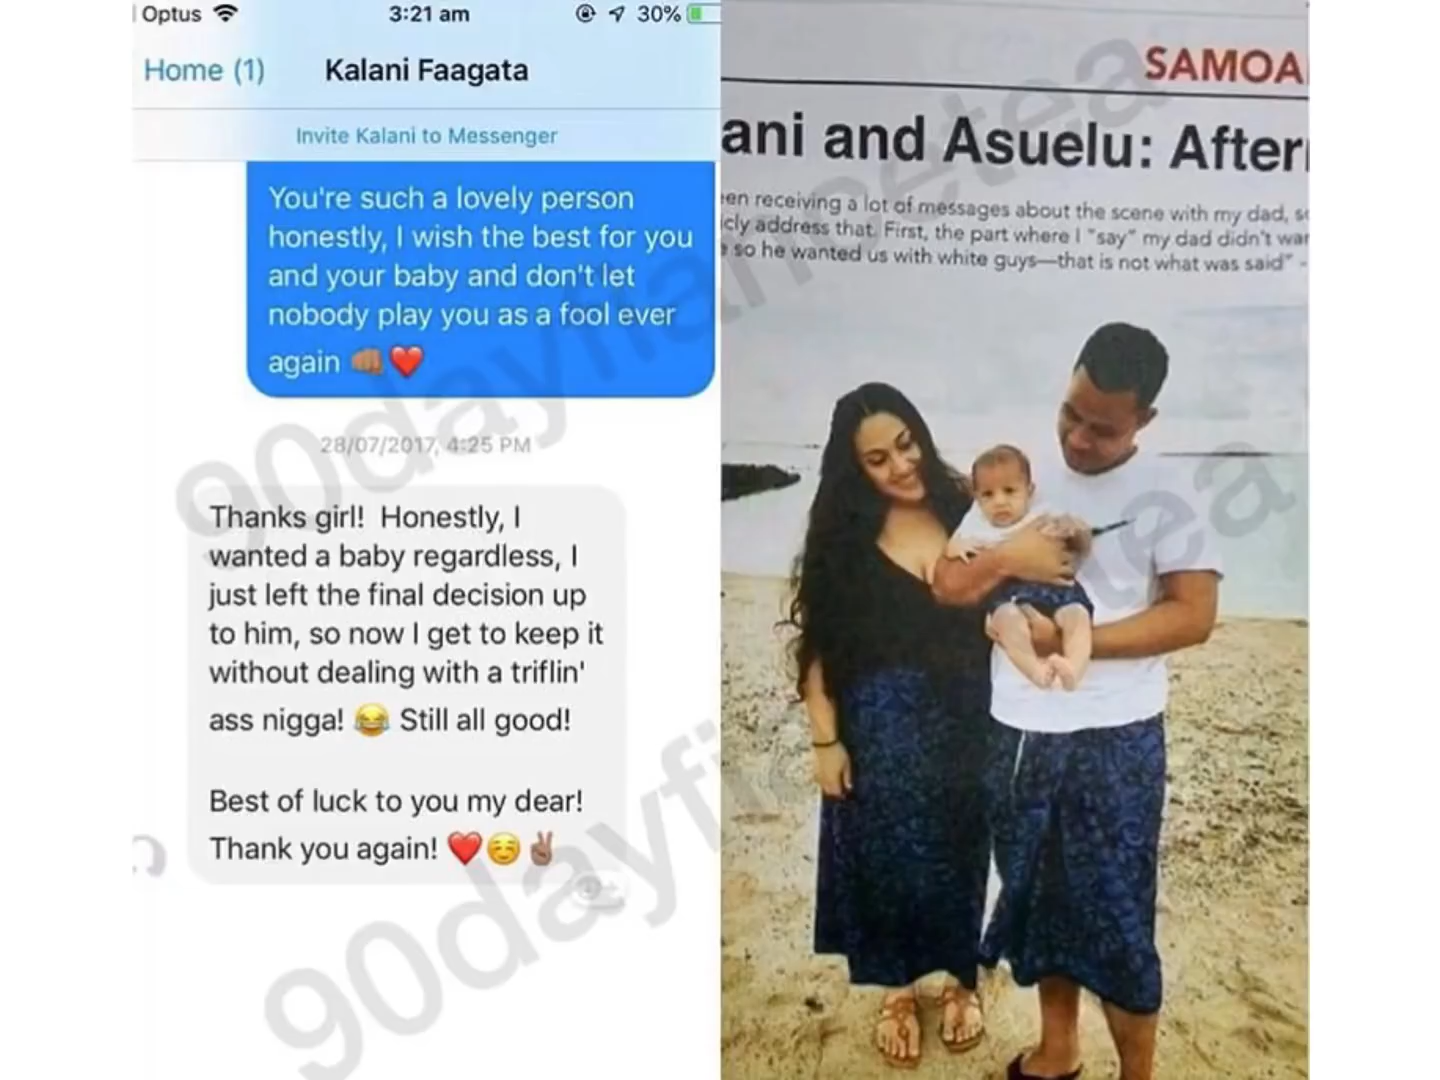 Optus 3:21 am 30%
Home (1) Kalani Faagata
Invite Kalani to Messenger
You're such a lovely person
honestly, I wish the best for you
and your baby and don't let
nobody play you as a fool ever
again 👊🏽❤️
28/07/2017, 4:25 PM
Thanks girl! Honestly, I
wanted a baby regardless, I
just left the final decision up
to him, so now I get to keep it
without dealing with a triflin'
ass nigga! 😂 Still all good!
Best of luck to you my dear!
Thank you again! ❤️☺️✌🏾
SAMOA
ani and Asuelu: After
en receiving a lot of messages about the scene with my dad, s
cly address that. First, the part where I "say" my dad didn't wan
so he wanted us with white guys—that is not what was said" -
90dayfiancetea
90dayfi
tea